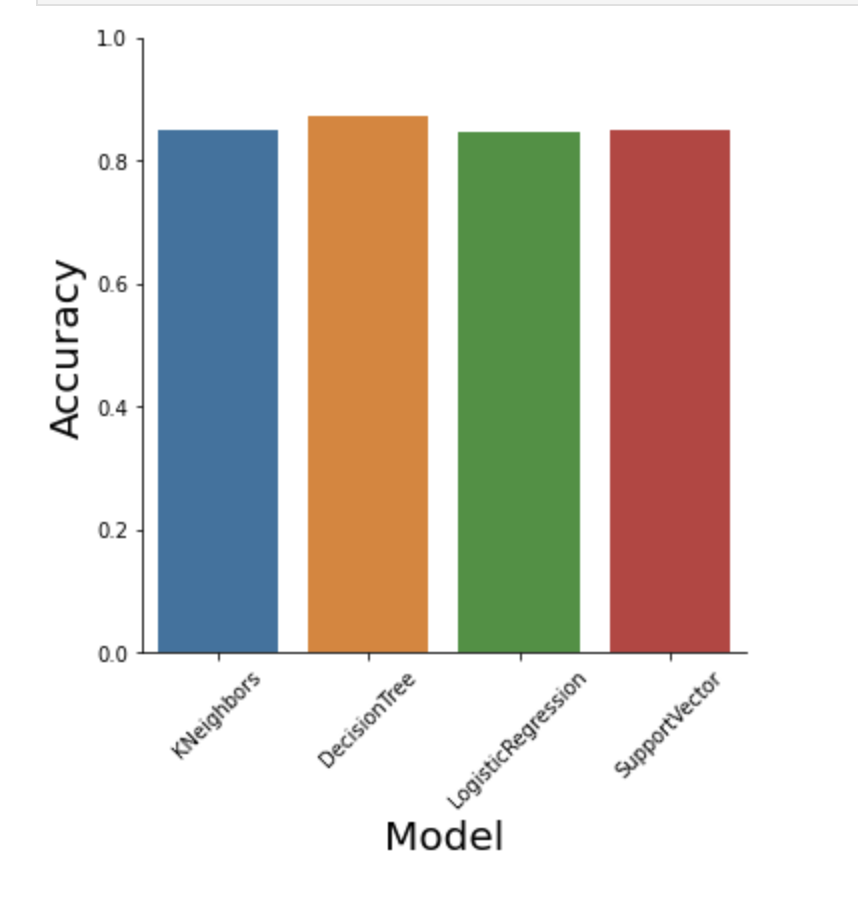 1.0
0.8
0.6
0.4
0.2
0.0
Accuracy
KNeighbors
DecisionTree
LogisticRegression
SupportVector
Model